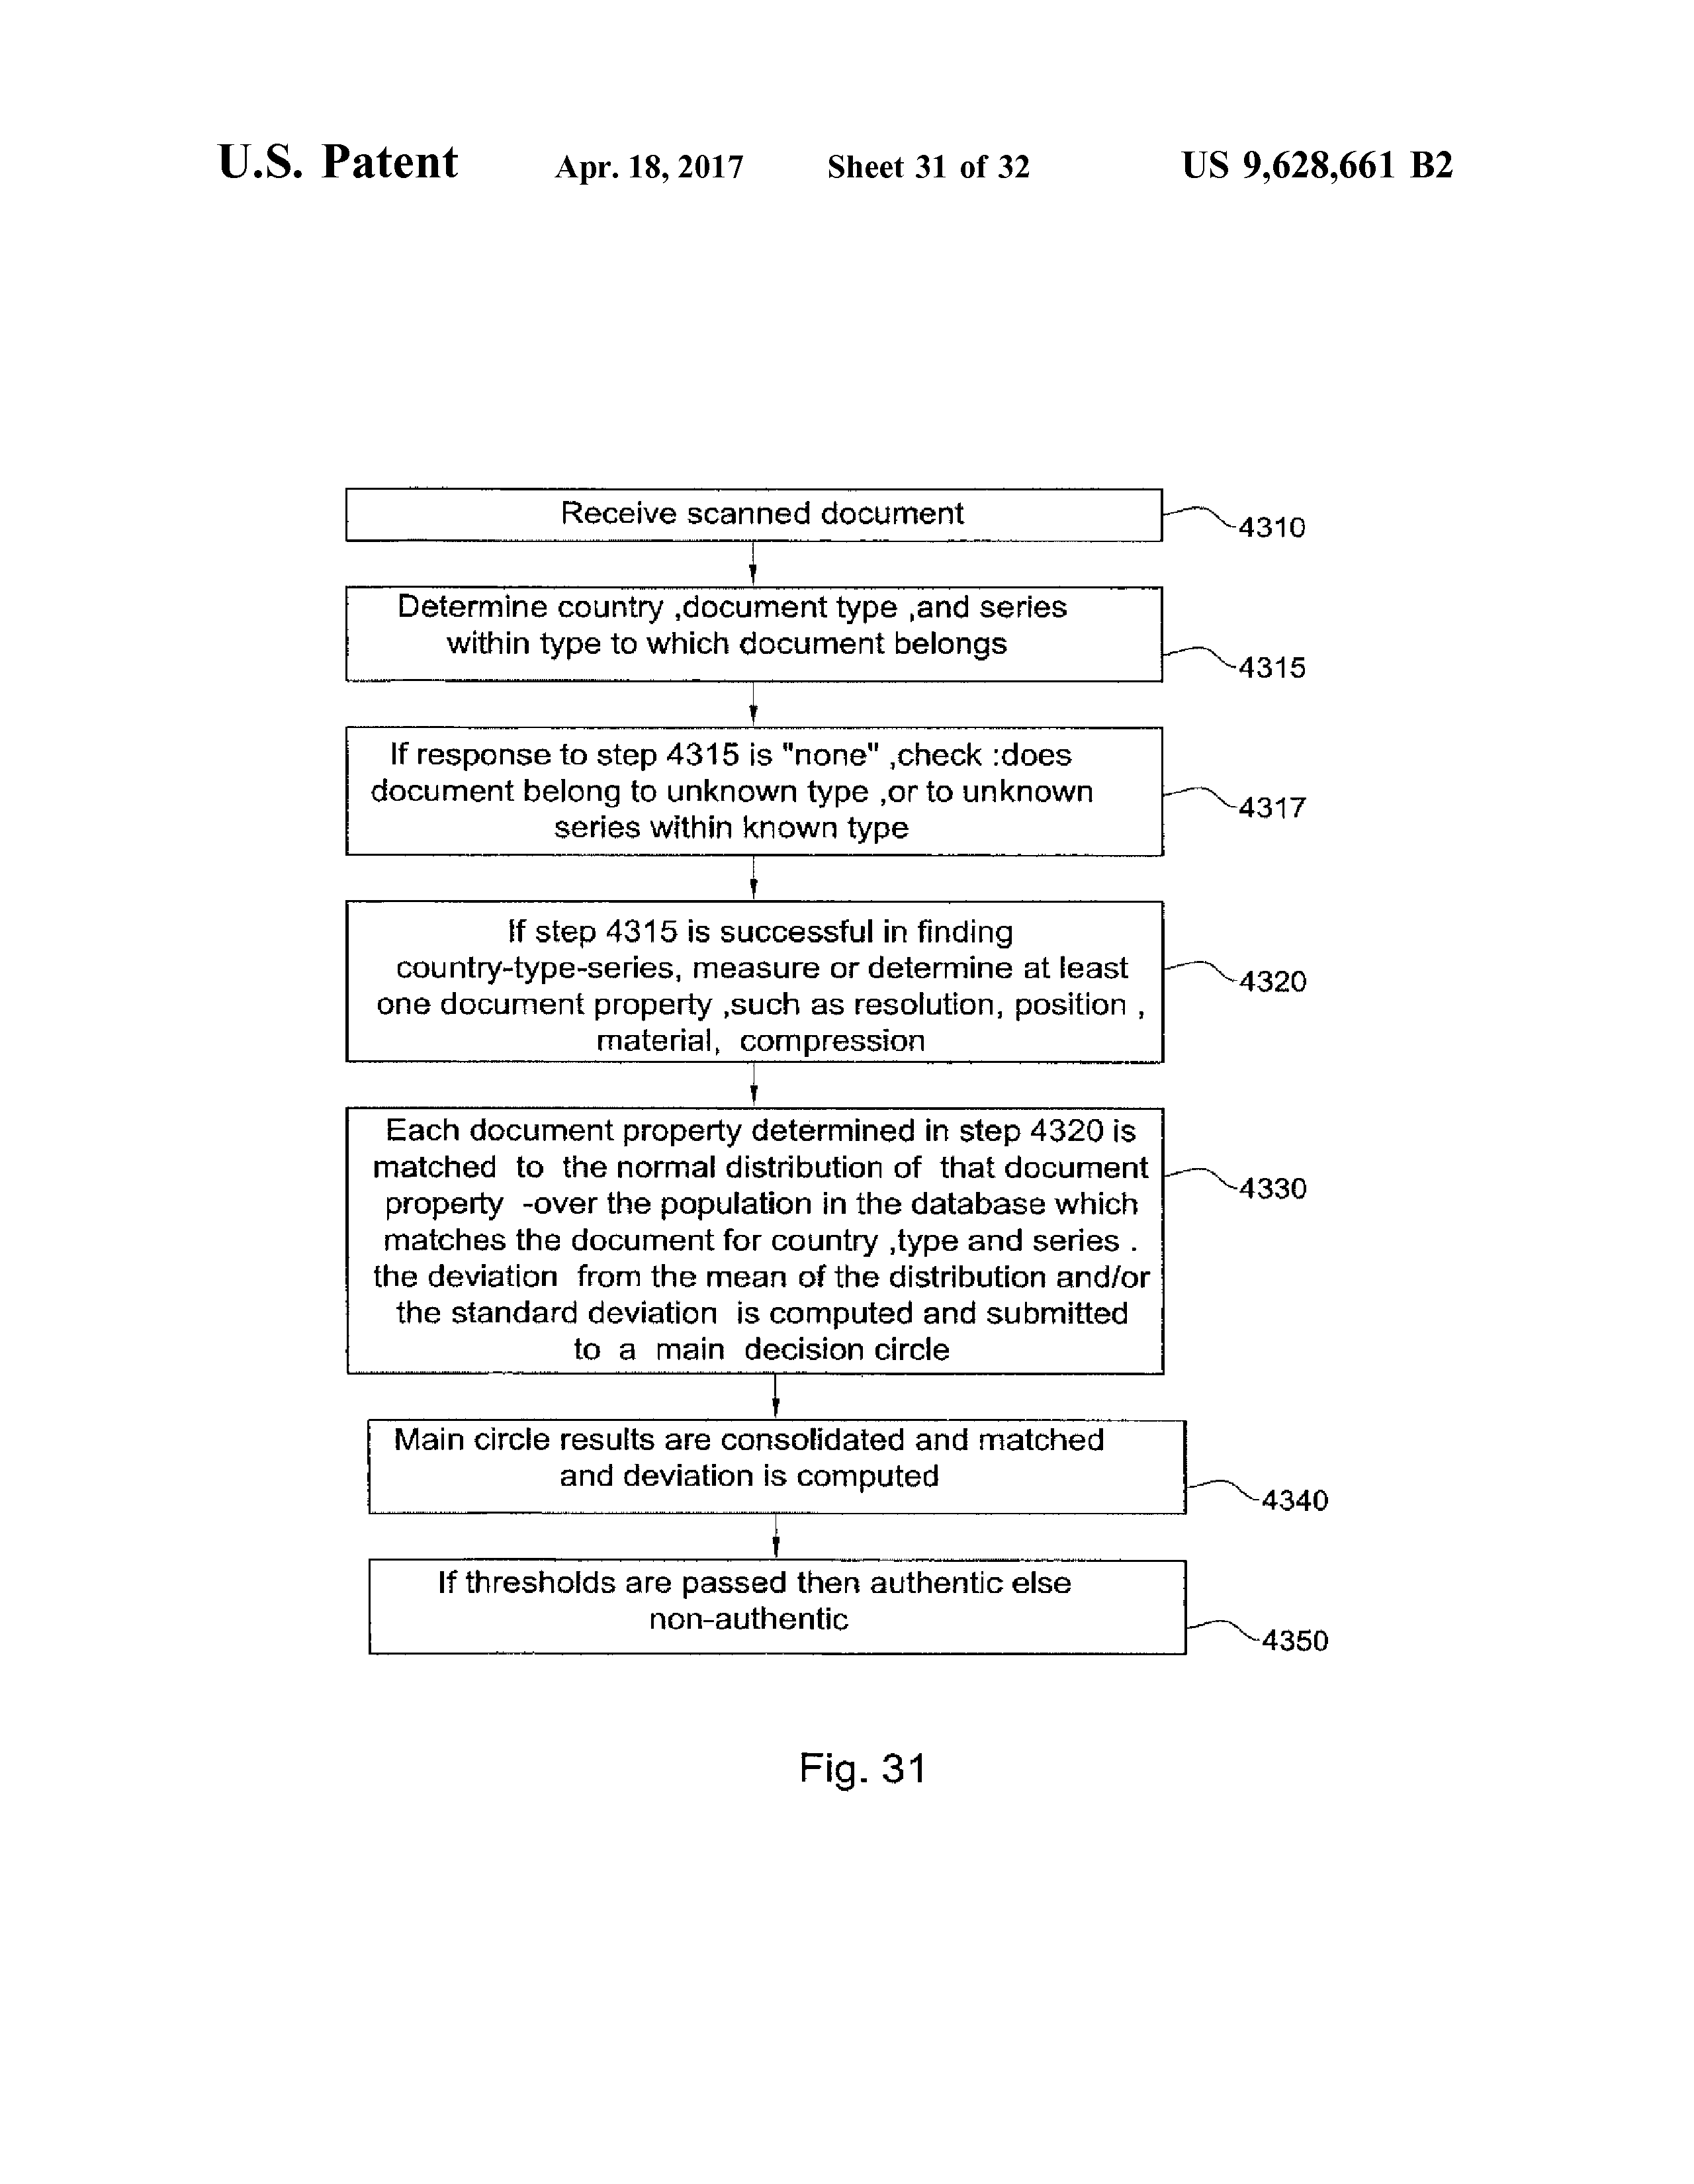 U.S. Patent Apr. 18, 2017 Sheet 31 of 32 US 9,628,661 B2
Receive scanned document
4310
Determine country ,document type ,and series
within type to which document belongs
4315
If response to step 4315 is "none" ,check :does
document belong to unknown type ,or to unknown
series within known type
4317
If step 4315 is successful in finding
country-type-series, measure or determine at least
one document property ,such as resolution, position ,
material, compression
4320
Each document property determined in step 4320 is
matched to the normal distribution of that document
property -over the population in the database which
matches the document for country ,type and series .
the deviation from the mean of the distribution and/or
the standard deviation is computed and submitted
to a main decision circle
4330
Main circle results are consolidated and matched
and deviation is computed
4340
If thresholds are passed then authentic else
non-authentic
4350
Fig. 31